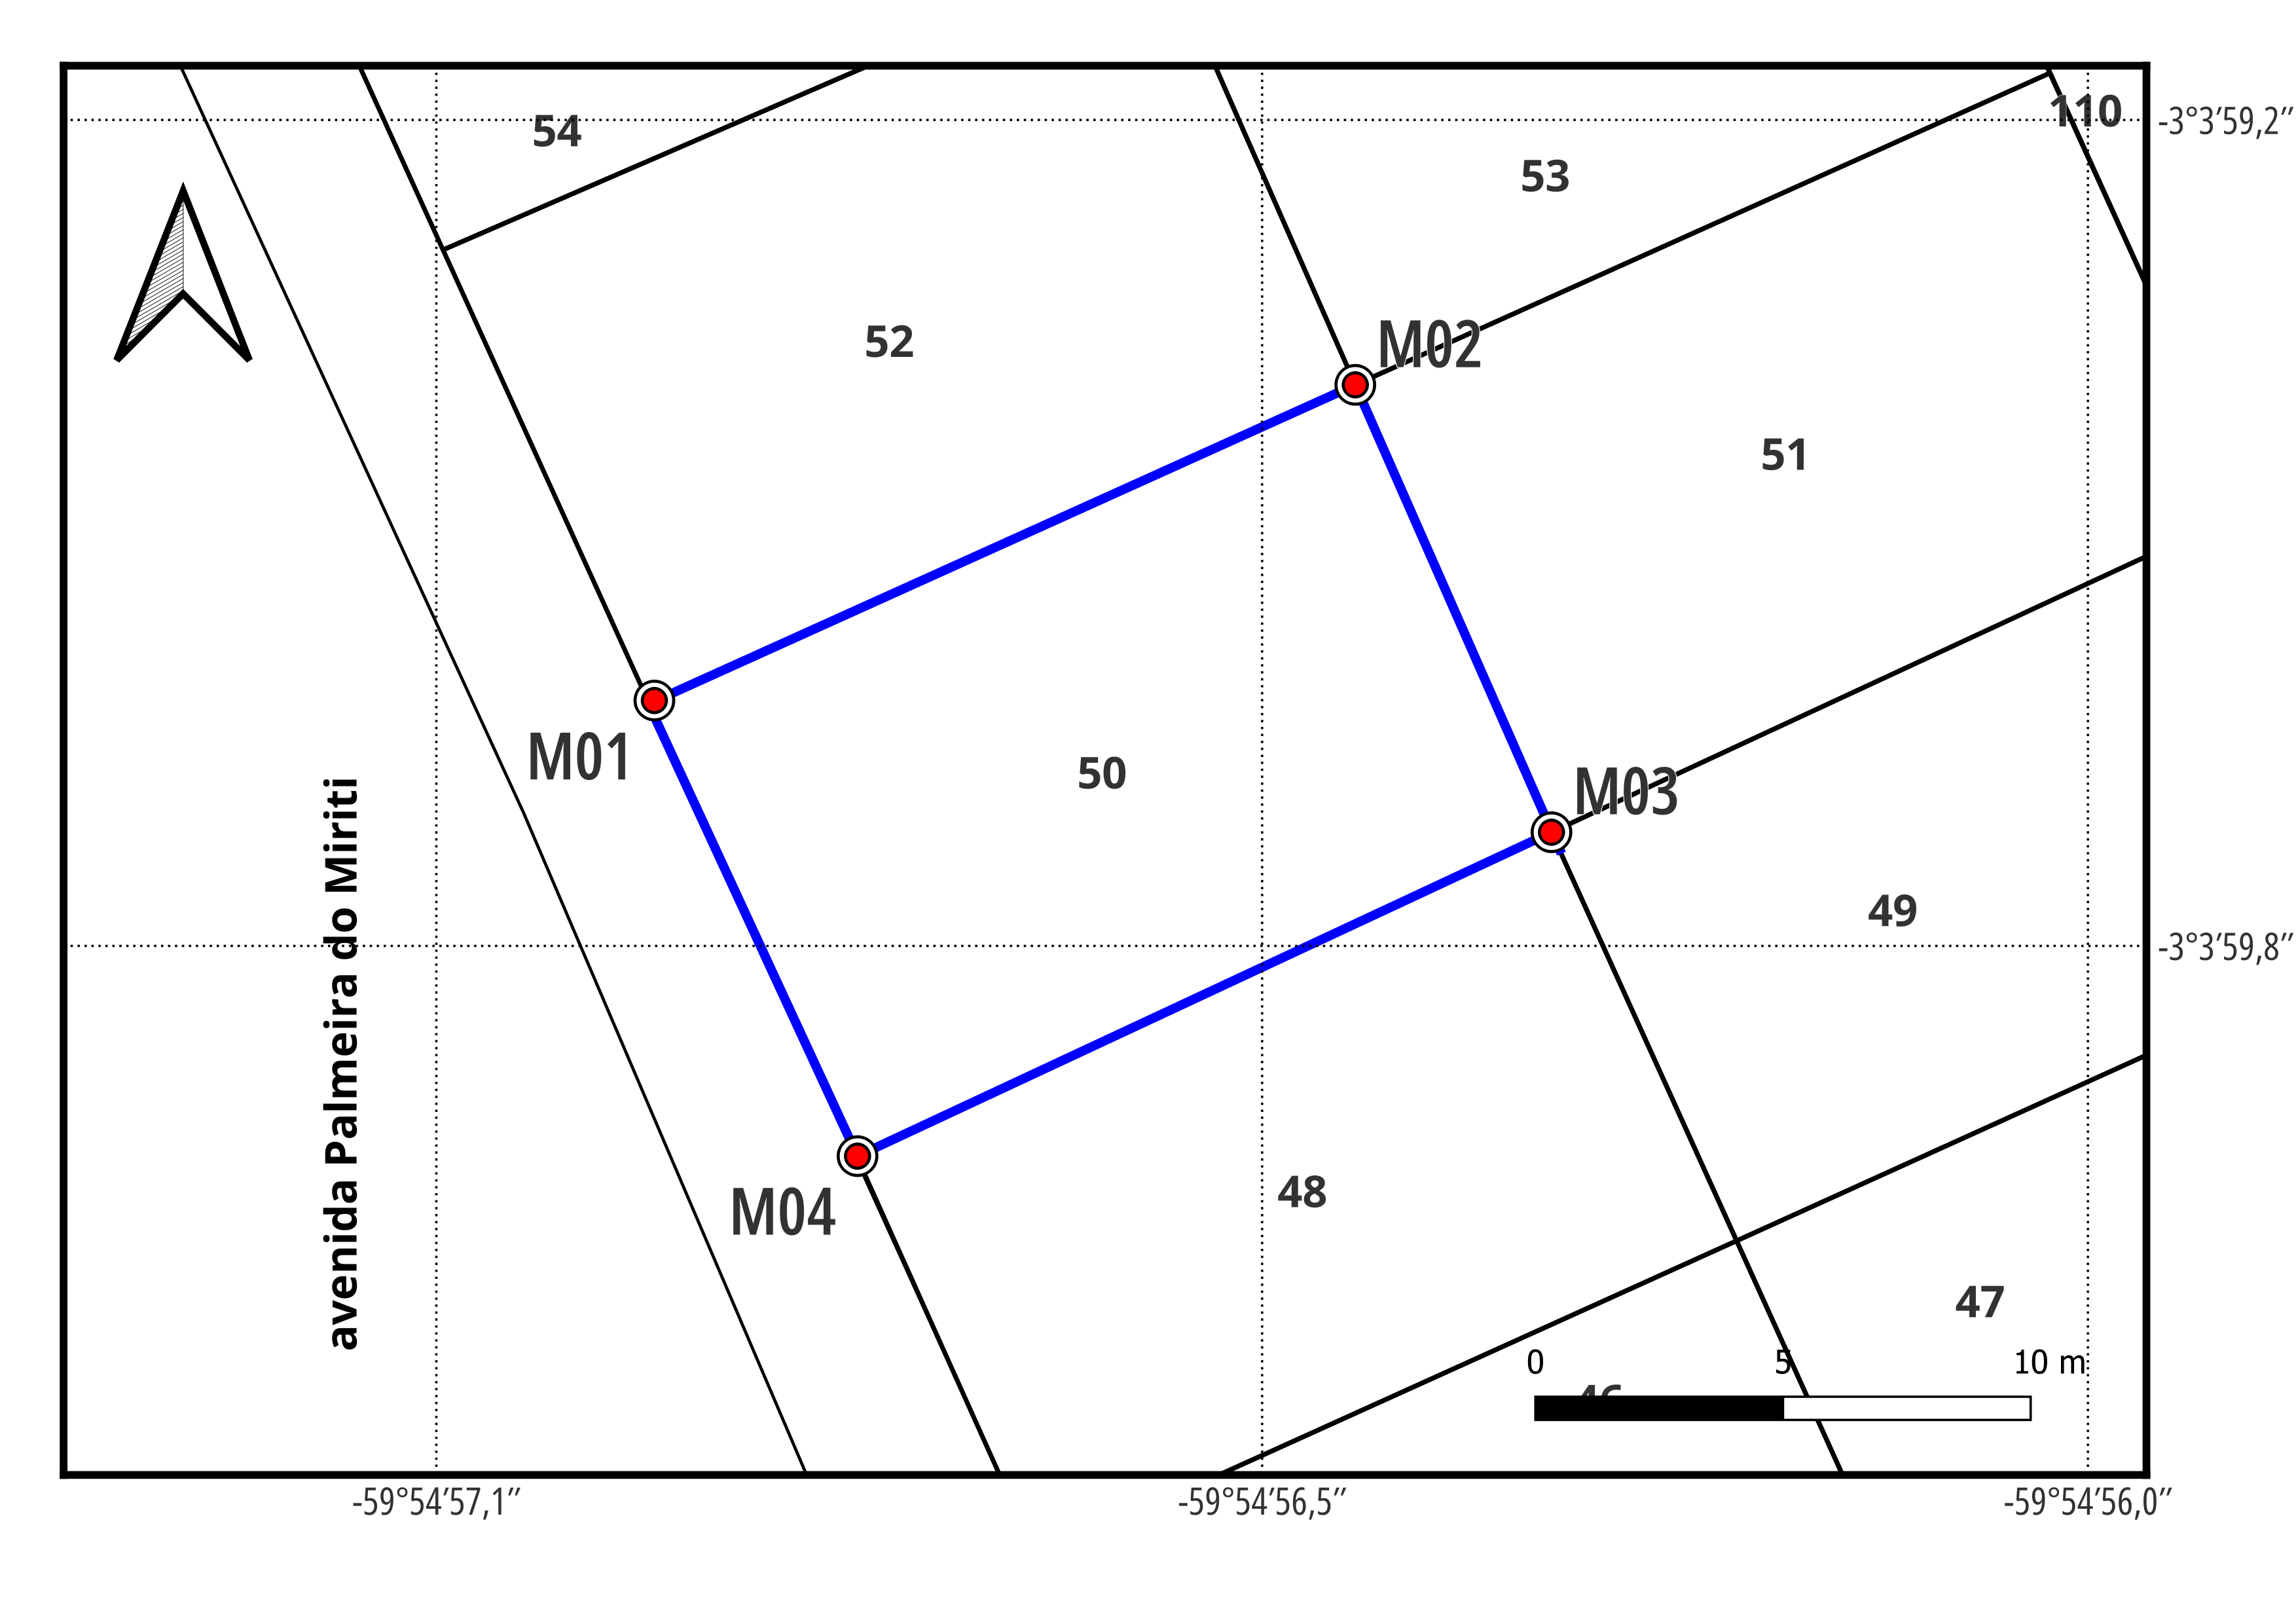 54
110
-3°3′59,2″
53
52
M02
51
M01
50
M03
49
-3°3′59,8″
avenida Palmeira do Miriti
48
M04
47
0 5 10 m
46
-59°54′57,1″ -59°54′56,5″ -59°54′56,0″